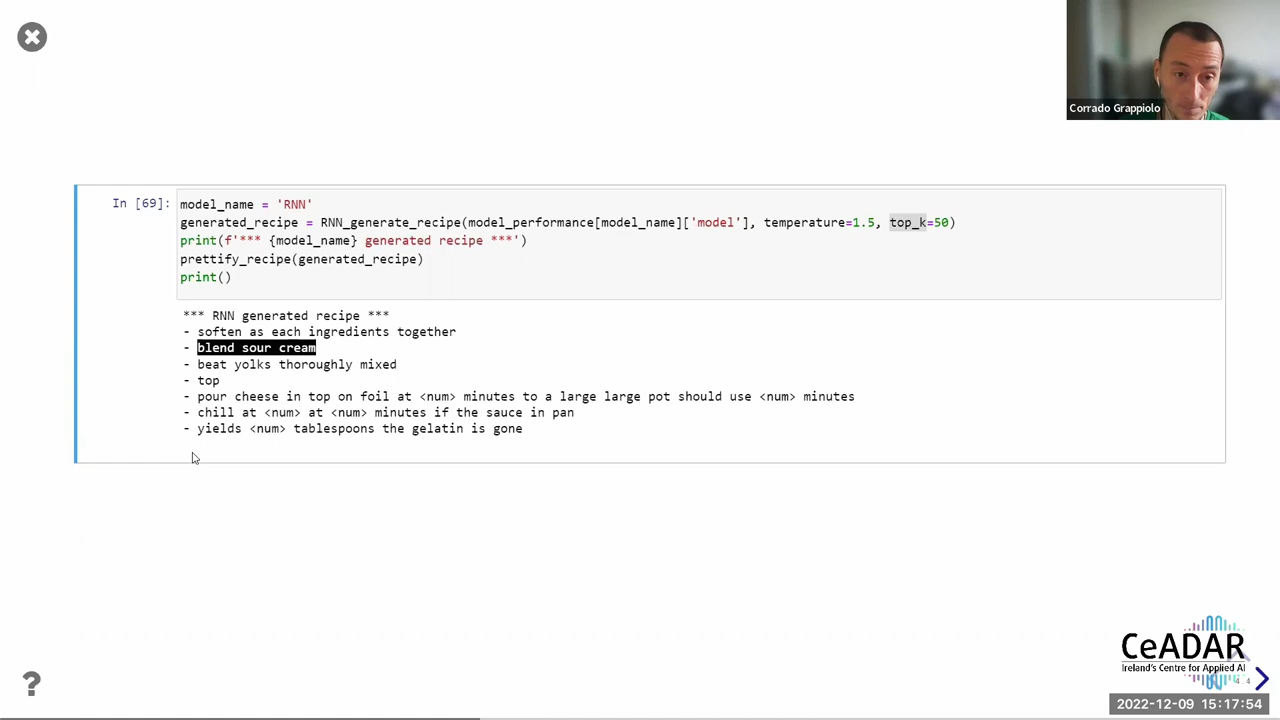 Corrado Grappiolo
In [69]:
model_name = 'RNN'
generated_recipe = RNN_generate_recipe(model_performance[model_name]['model'], temperature=1.5, top_k=50)
print(f'*** {model_name} generated recipe ***')
prettify_recipe(generated_recipe)
print()
*** RNN generated recipe ***
- soften as each ingredients together
- blend sour cream
- beat yolks thoroughly mixed
- top
- pour cheese in top on foil at <num> minutes to a large large pot should use <num> minutes
- chill at <num> at <num> minutes if the sauce in pan
- yields <num> tablespoons the gelatin is gone
CeADAR
Ireland's Centre for Applied AI
4.4
?
2022-12-09 15:17:54